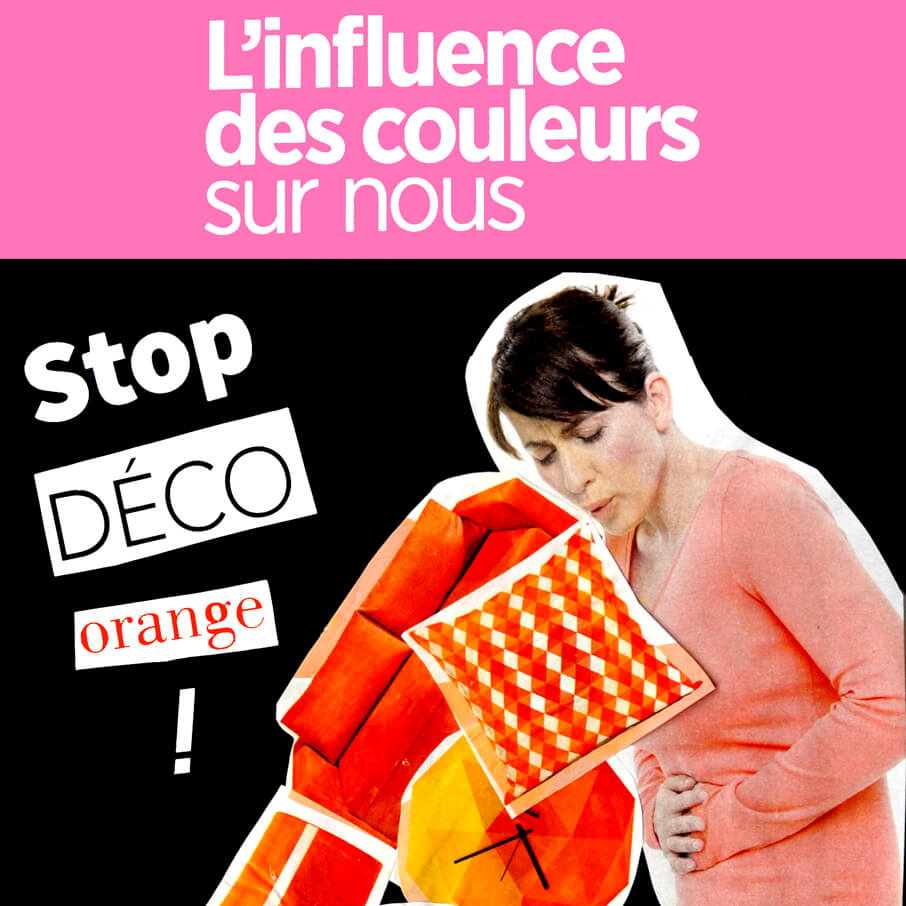 L'influence
des couleurs
sur nous
Stop
DÉCO
orange
!